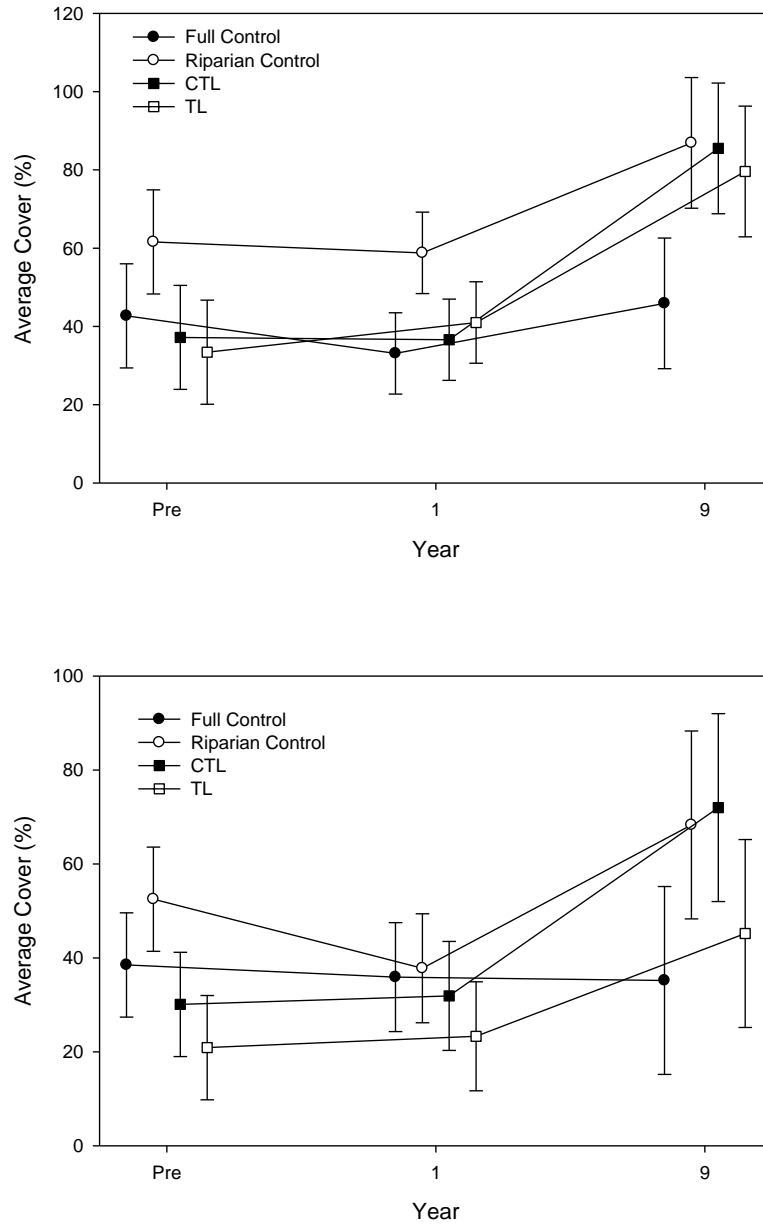 120
100
80
60
40
20
0
Average Cover (%)
Full Control
Riparian Control
CTL
TL
Pre
1
9
Year
100
80
60
40
20
0
Average Cover (%)
Full Control
Riparian Control
CTL
TL
Pre
1
9
Year